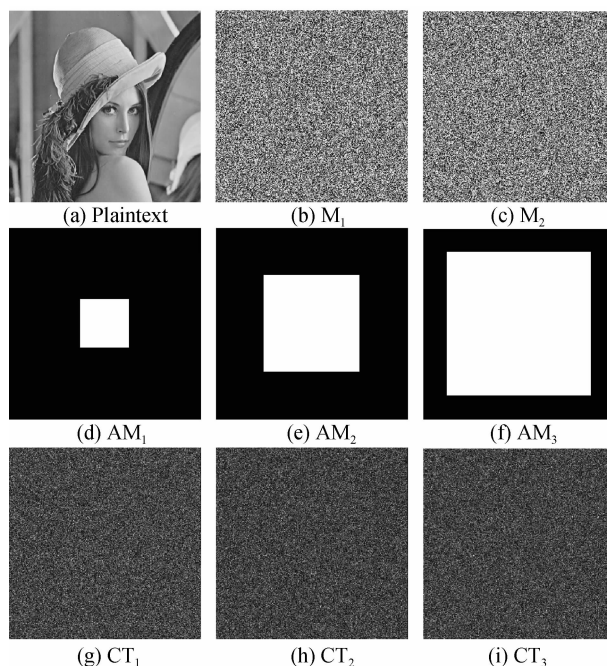 (a) Plaintext
(b) M₁
(c) M₂
(d) AM₁
(e) AM₂
(f) AM₃
(g) CT₁
(h) CT₂
(i) CT₃